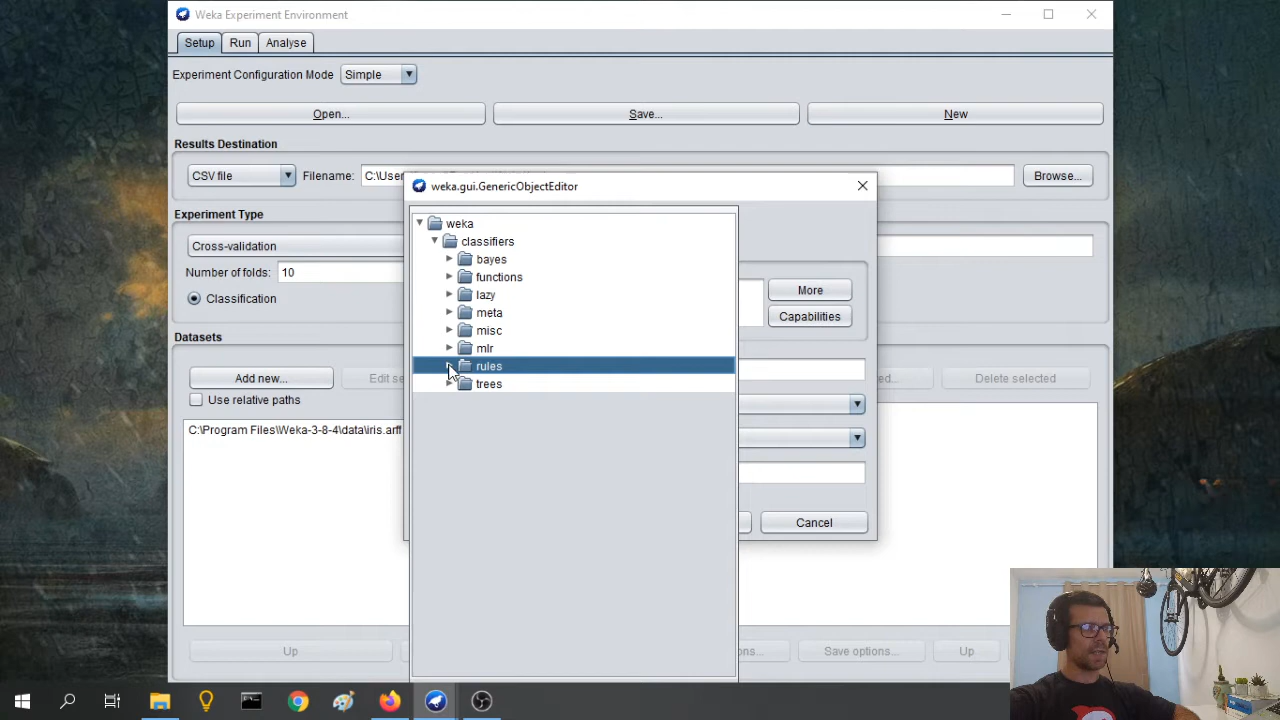 Weka Experiment Environment
Setup Run Analyse
Experiment Configuration Mode Simple
Open... Save... New
Results Destination
CSV file Filename: Browse...
weka.gui.GenericObjectEditor
Experiment Type
Cross-validation
Number of folds: 10
Classification
weka
classifiers
bayes
functions
lazy
meta
misc
mlr
rules
trees
More
Capabilities
Cancel
Datasets
Add new...
Delete selected
Use relative paths
C:\Program Files\Weka-3-8-4\data\iris.arff
Up Save options... Up